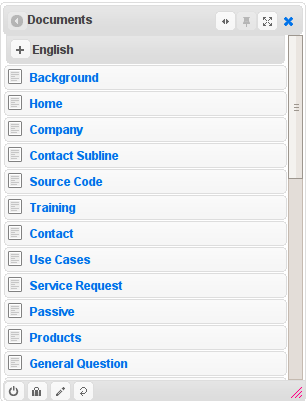 Documents
English
Background
Home
Company
Contact Subline
Source Code
Training
Contact
Use Cases
Service Request
Passive
Products
General Question